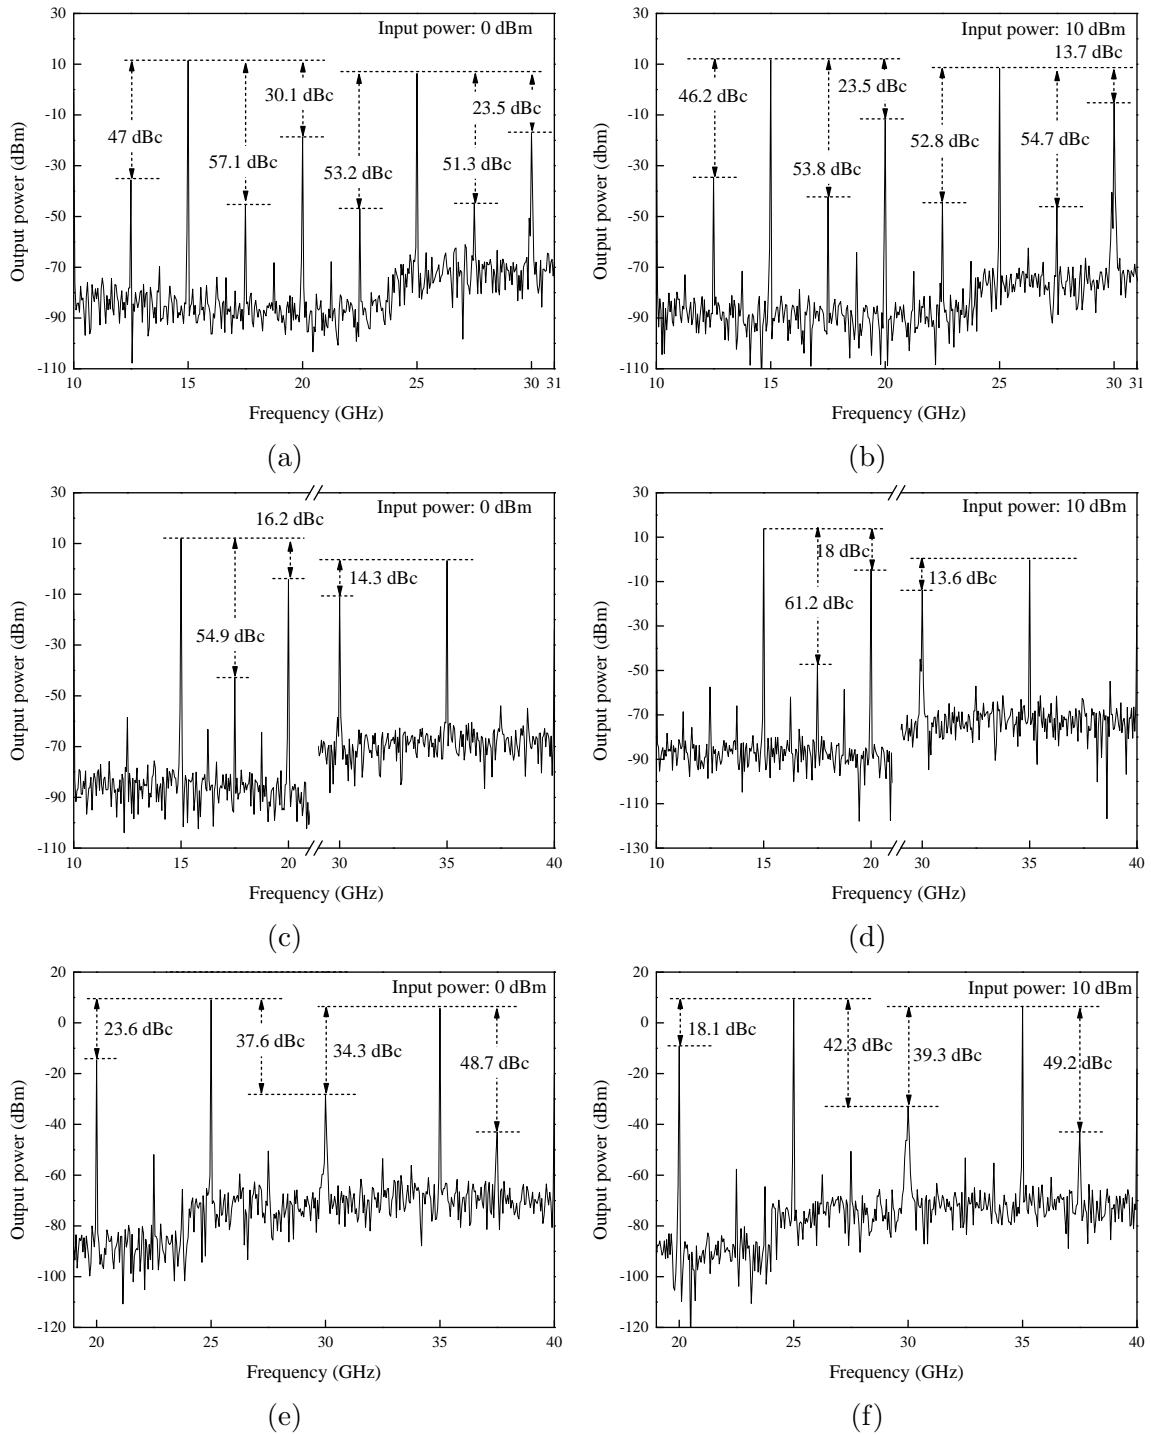 Input power: 0 dBm
30
10
-10
-30
-50
-70
-90
-110
Output power (dBm)
47 dBc
57.1 dBc
30.1 dBc
53.2 dBc
51.3 dBc
23.5 dBc
10
15
20
25
30
31
Frequency (GHz)
(a)
Input power: 10 dBm
30
10
-10
-30
-50
-70
-90
-110
Output power (dbm)
46.2 dBc
53.8 dBc
23.5 dBc
52.8 dBc
54.7 dBc
13.7 dBc
10
15
20
25
30
31
Frequency (GHz)
(b)
Input power: 0 dBm
30
10
-10
-30
-50
-70
-90
-110
Output power (dBm)
16.2 dBc
54.9 dBc
14.3 dBc
10
15
20
30
35
40
Frequency (GHz)
(c)
Input power: 10 dBm
30
10
-10
-30
-50
-70
-90
-110
-130
Output power (dBm)
18 dBc
61.2 dBc
13.6 dBc
10
15
20
30
35
40
Frequency (GHz)
(d)
Input power: 0 dBm
20
0
-20
-40
-60
-80
-100
-120
Output power (dBm)
23.6 dBc
37.6 dBc
34.3 dBc
48.7 dBc
20
25
30
35
40
Frequency (GHz)
(e)
Input power: 10 dBm
20
0
-20
-40
-60
-80
-100
-120
Output power (dBm)
18.1 dBc
42.3 dBc
39.3 dBc
49.2 dBc
20
25
30
35
40
Frequency (GHz)
(f)